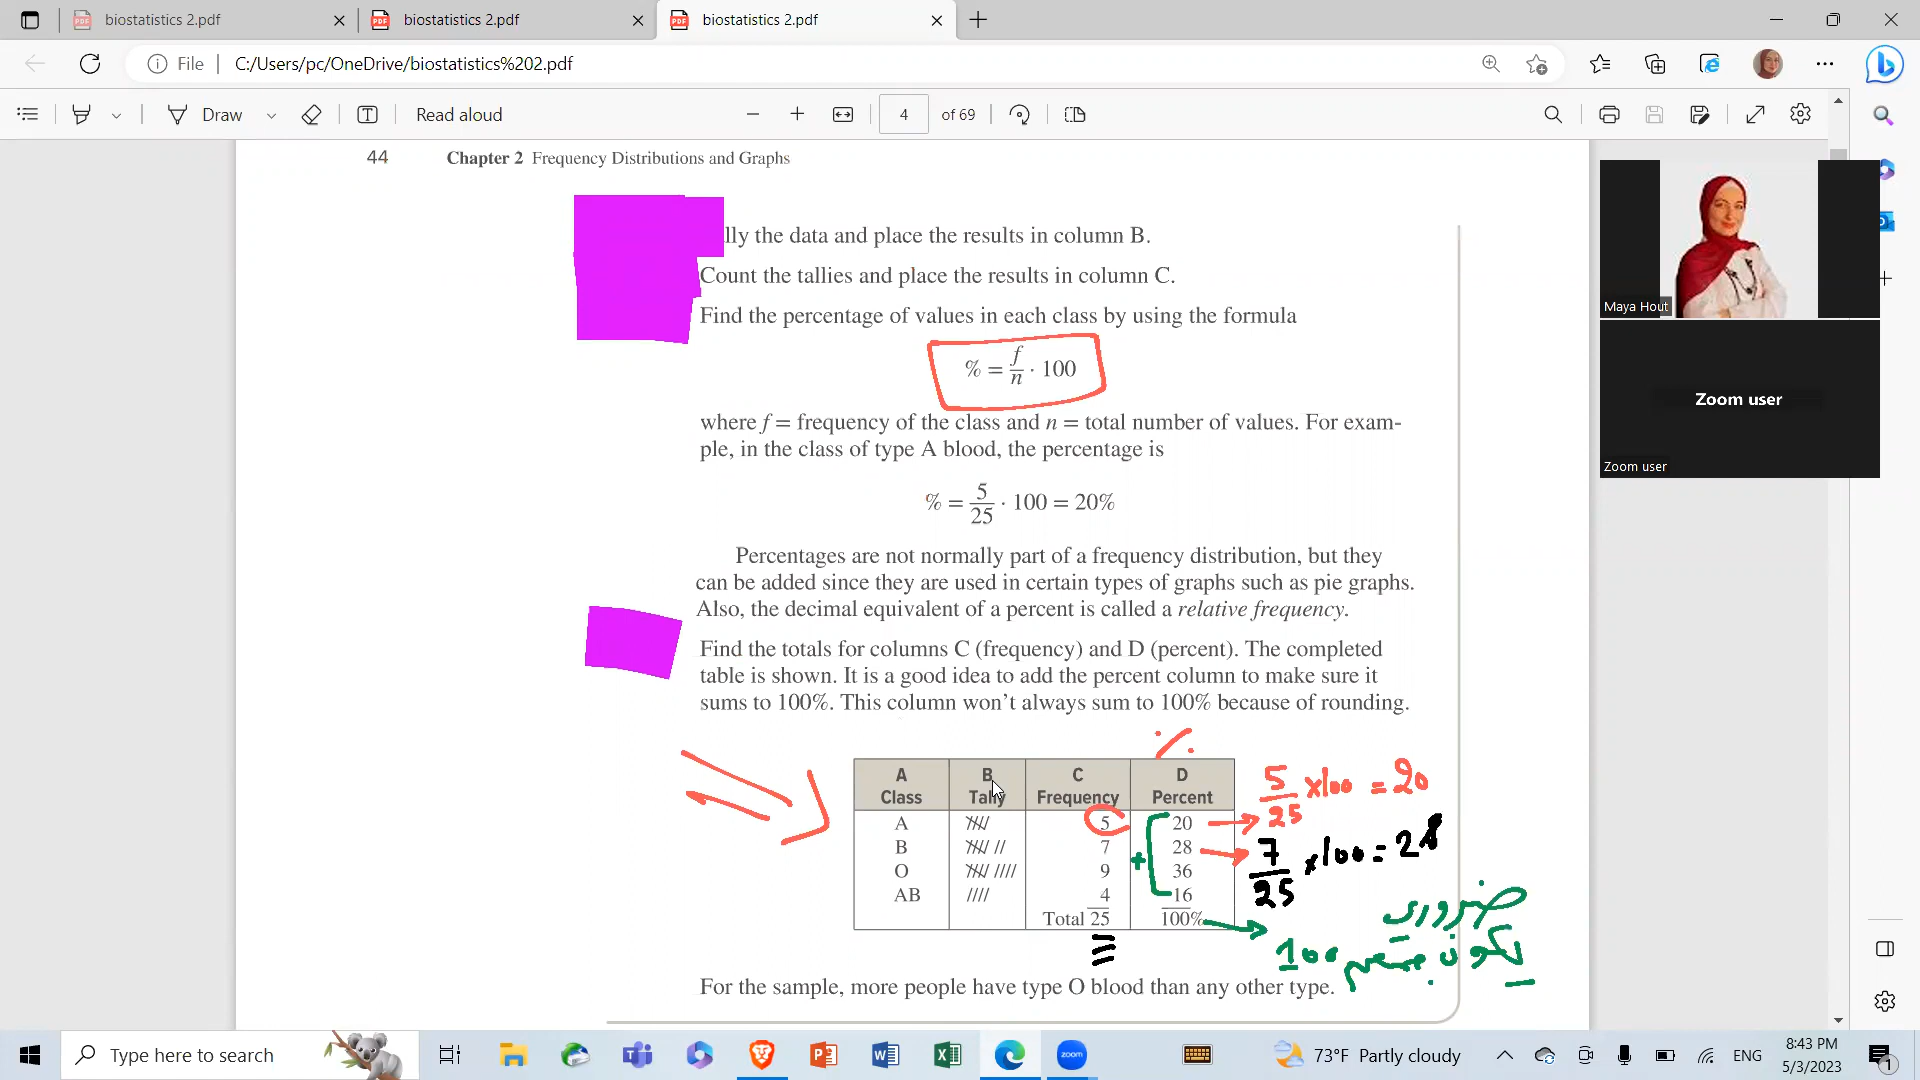 biostatistics 2.pdf
biostatistics 2.pdf
biostatistics 2.pdf
File
C:/Users/pc/OneDrive/biostatistics%202.pdf
Draw
Read aloud
4 of 69
44 Chapter 2 Frequency Distributions and Graphs
lly the data and place the results in column B.
Count the tallies and place the results in column C.
Find the percentage of values in each class by using the formula
% = f/n · 100
where f = frequency of the class and n = total number of values. For exam-
ple, in the class of type A blood, the percentage is
% = 5/25 · 100 = 20%
Percentages are not normally part of a frequency distribution, but they
can be added since they are used in certain types of graphs such as pie graphs.
Also, the decimal equivalent of a percent is called a relative frequency.
Find the totals for columns C (frequency) and D (percent). The completed
table is shown. It is a good idea to add the percent column to make sure it
sums to 100%. This column won’t always sum to 100% because of rounding.
%
A B C D
Class Tally Frequency Percent
A 5 20
B 7 28
O 9 36
AB 4 16
Total 25 100%
5/25 x100 = 20
7/25 x100 = 28
+
ضروري
يكون مجموعهم 100
For the sample, more people have type O blood than any other type.
Maya Hout
Zoom user
Zoom user
Type here to search
zoom
73°F Partly cloudy
ENG
8:43 PM
5/3/2023
1